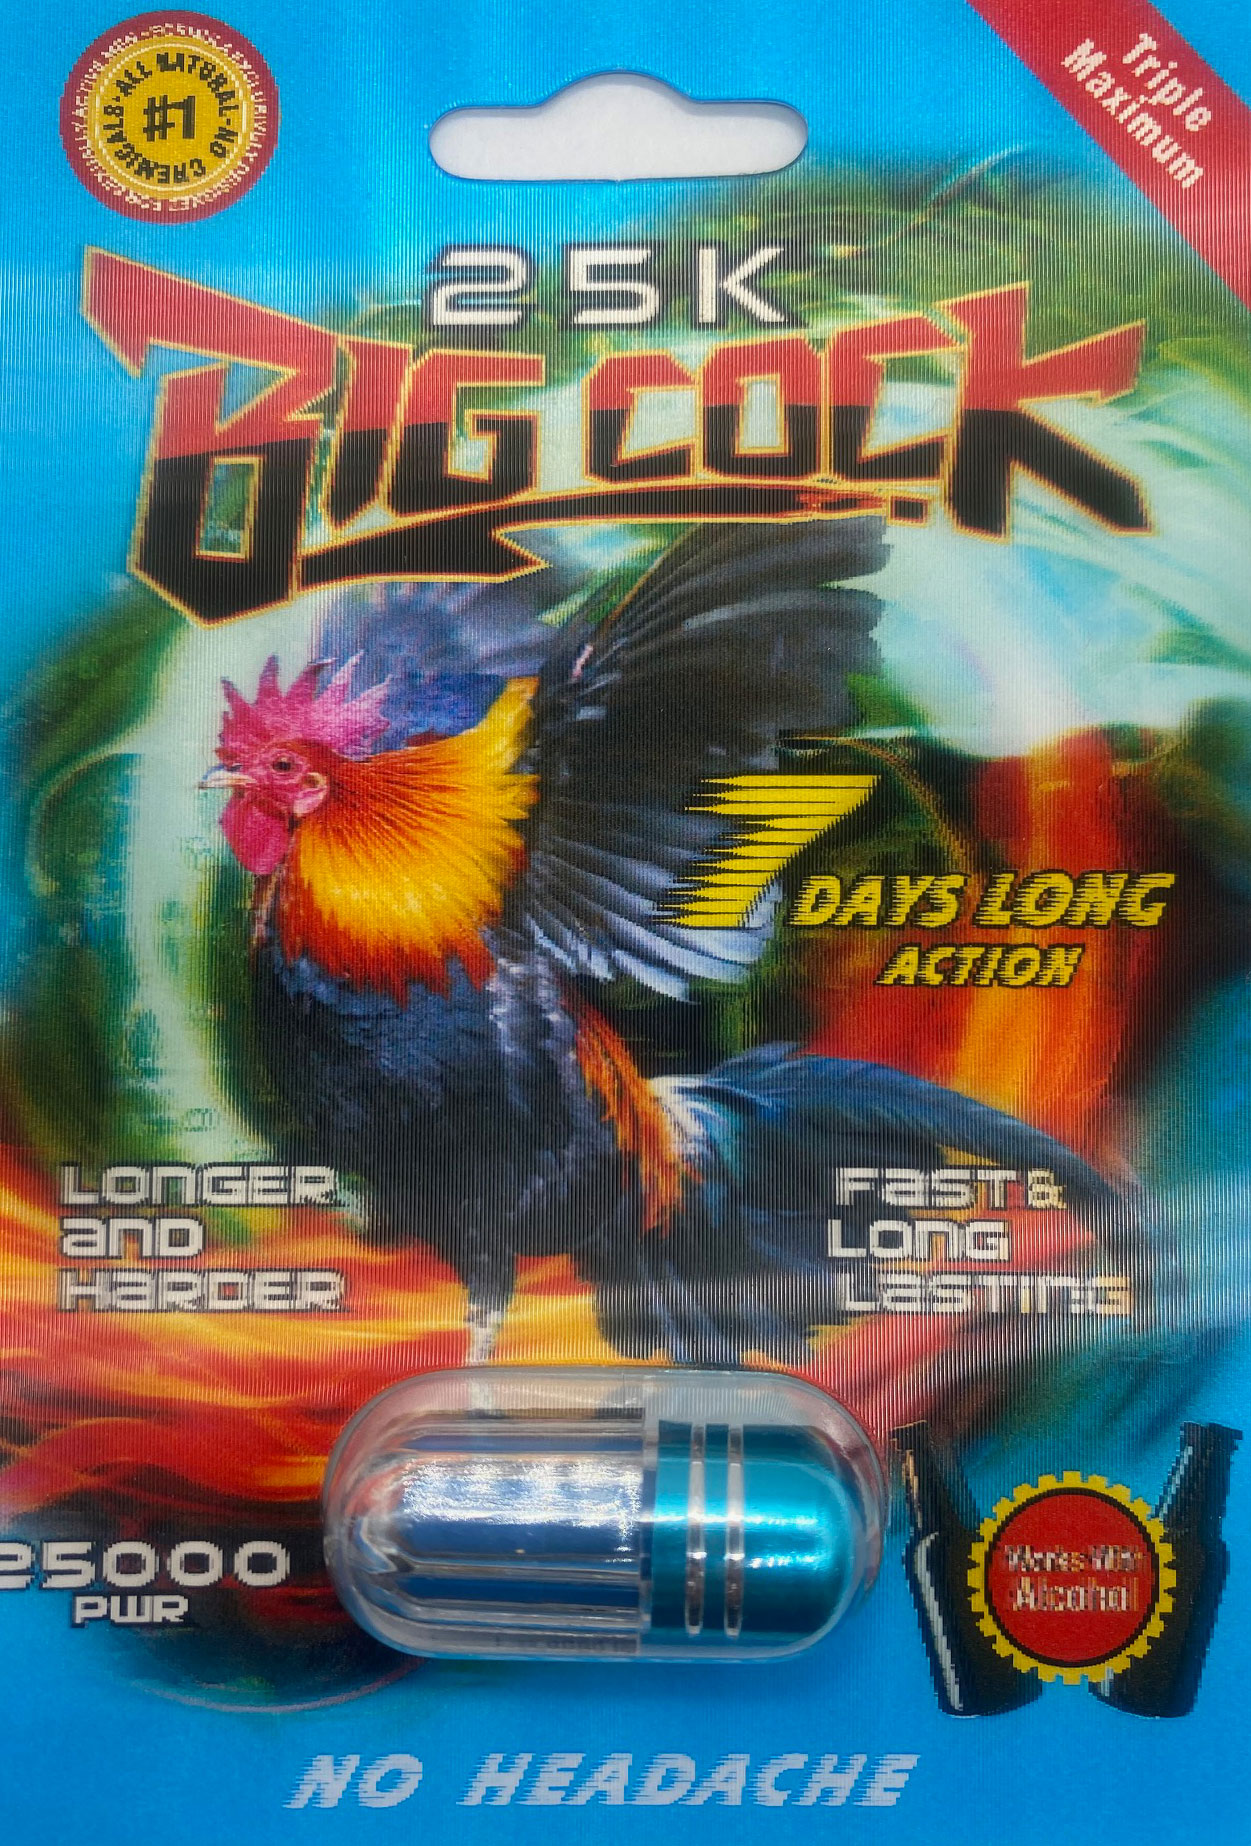 ALL NATURAL · NO CHEMICALS ·
#1
Triple
Maximum
25K
BIG COCK
7
DAYS LONG
ACTION
LONGER
AND
HARDER
FAST &
LONG
LASTING
25000
PWR
Works With
Alcohol
NO HEADACHE